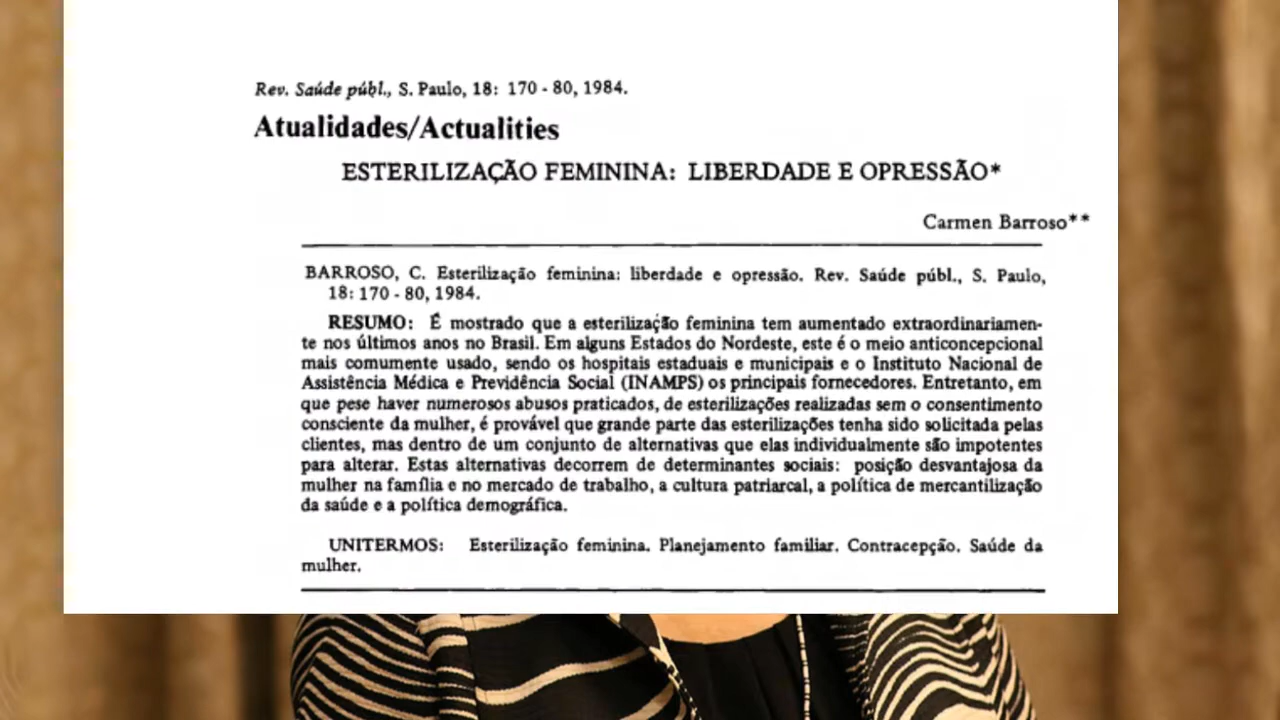 Rev. Saúde públ., S. Paulo, 18: 170 - 80, 1984.
Atualidades/Actualities
ESTERILIZAÇÃO FEMININA: LIBERDADE E OPRESSÃO*
Carmen Barroso**
BARROSO, C. Esterilização feminina: liberdade e opressão. Rev. Saúde públ., S. Paulo,
18: 170 - 80, 1984.
RESUMO: É mostrado que a esterilização feminina tem aumentado extraordinariamen-
te nos últimos anos no Brasil. Em alguns Estados do Nordeste, este é o meio anticoncepcional
mais comumente usado, sendo os hospitais estaduais e municipais e o Instituto Nacional de
Assistência Médica e Previdência Social (INAMPS) os principais fornecedores. Entretanto, em
que pese haver numerosos abusos praticados, de esterilizações realizadas sem o consentimento
consciente da mulher, é provável que grande parte das esterilizações tenha sido solicitada pelas
clientes, mas dentro de um conjunto de alternativas que elas individualmente são impotentes
para alterar. Estas alternativas decorrem de determinantes sociais: posição desvantajosa da
mulher na família e no mercado de trabalho, a cultura patriarcal, a política de mercantilização
da saúde e a política demográfica.
UNITERMOS: Esterilização feminina. Planejamento familiar. Contracepção. Saúde da
mulher.